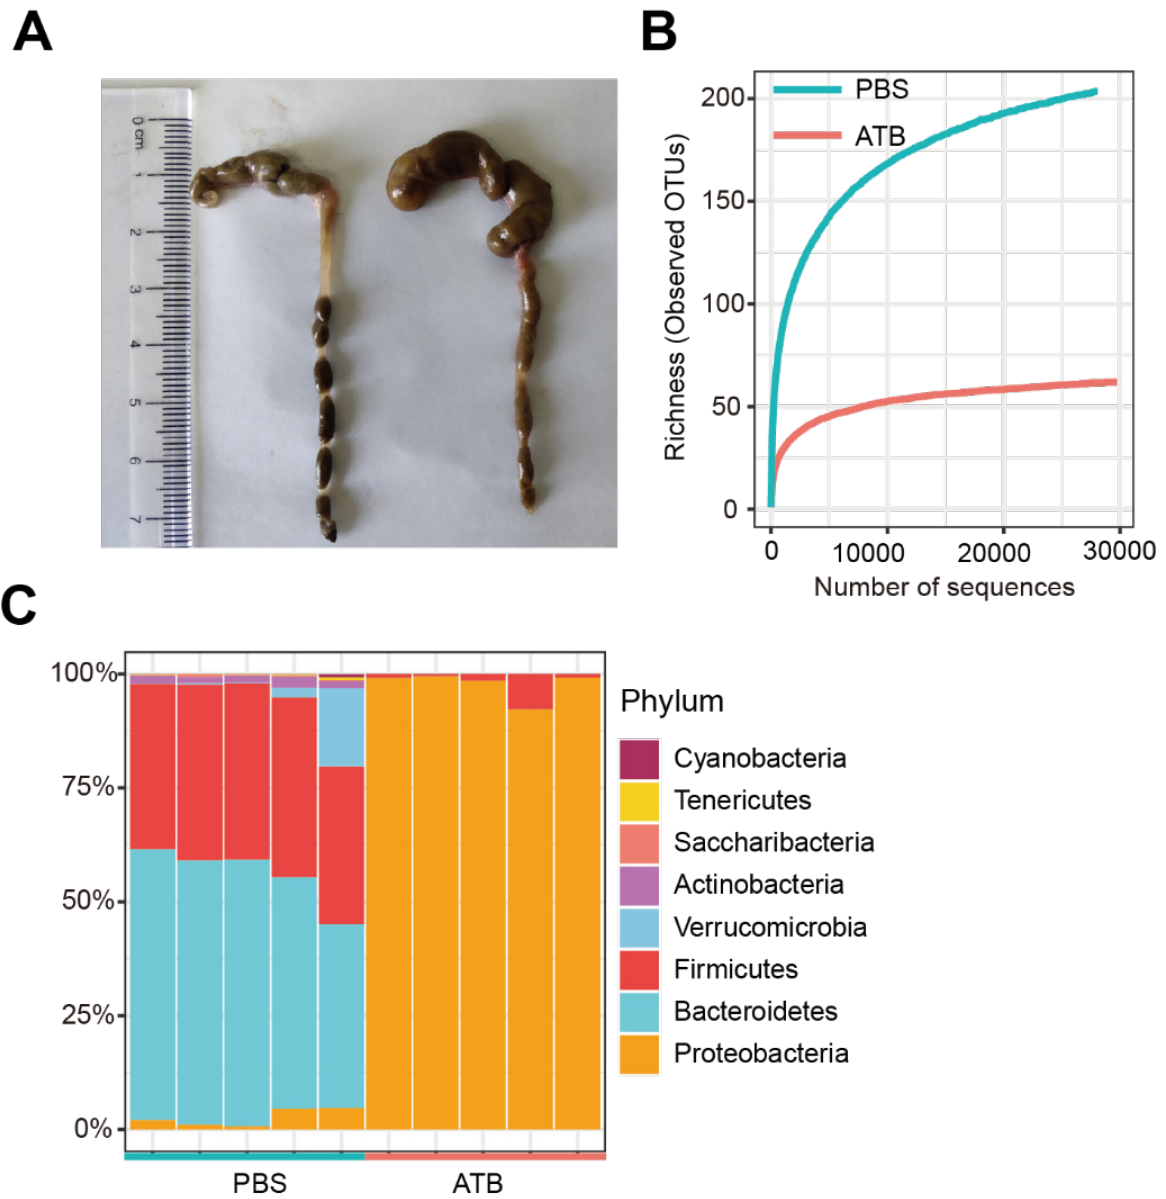 A
0 cm
1
2
3
4
5
6
7
B
PBS
ATB
Richness (Observed OTUs)
200
150
100
50
0
0 10000 20000 30000
Number of sequences
C
100%
75%
50%
25%
0%
PBS ATB
Phylum
Cyanobacteria
Tenericutes
Saccharibacteria
Actinobacteria
Verrucomicrobia
Firmicutes
Bacteroidetes
Proteobacteria